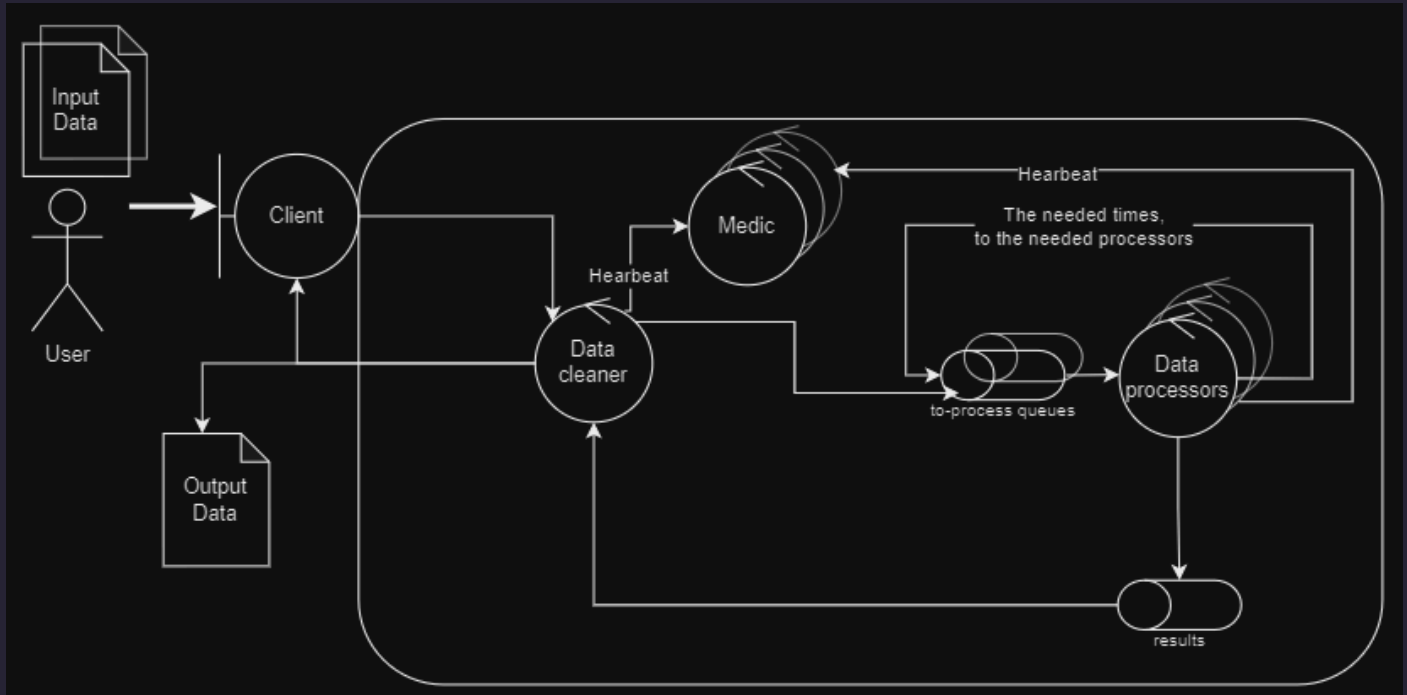 Input
Data
User
Client
Medic
Hearbeat
The needed times,
to the needed processors
Hearbeat
Data
cleaner
Data
processors
to-process queues
Output
Data
results